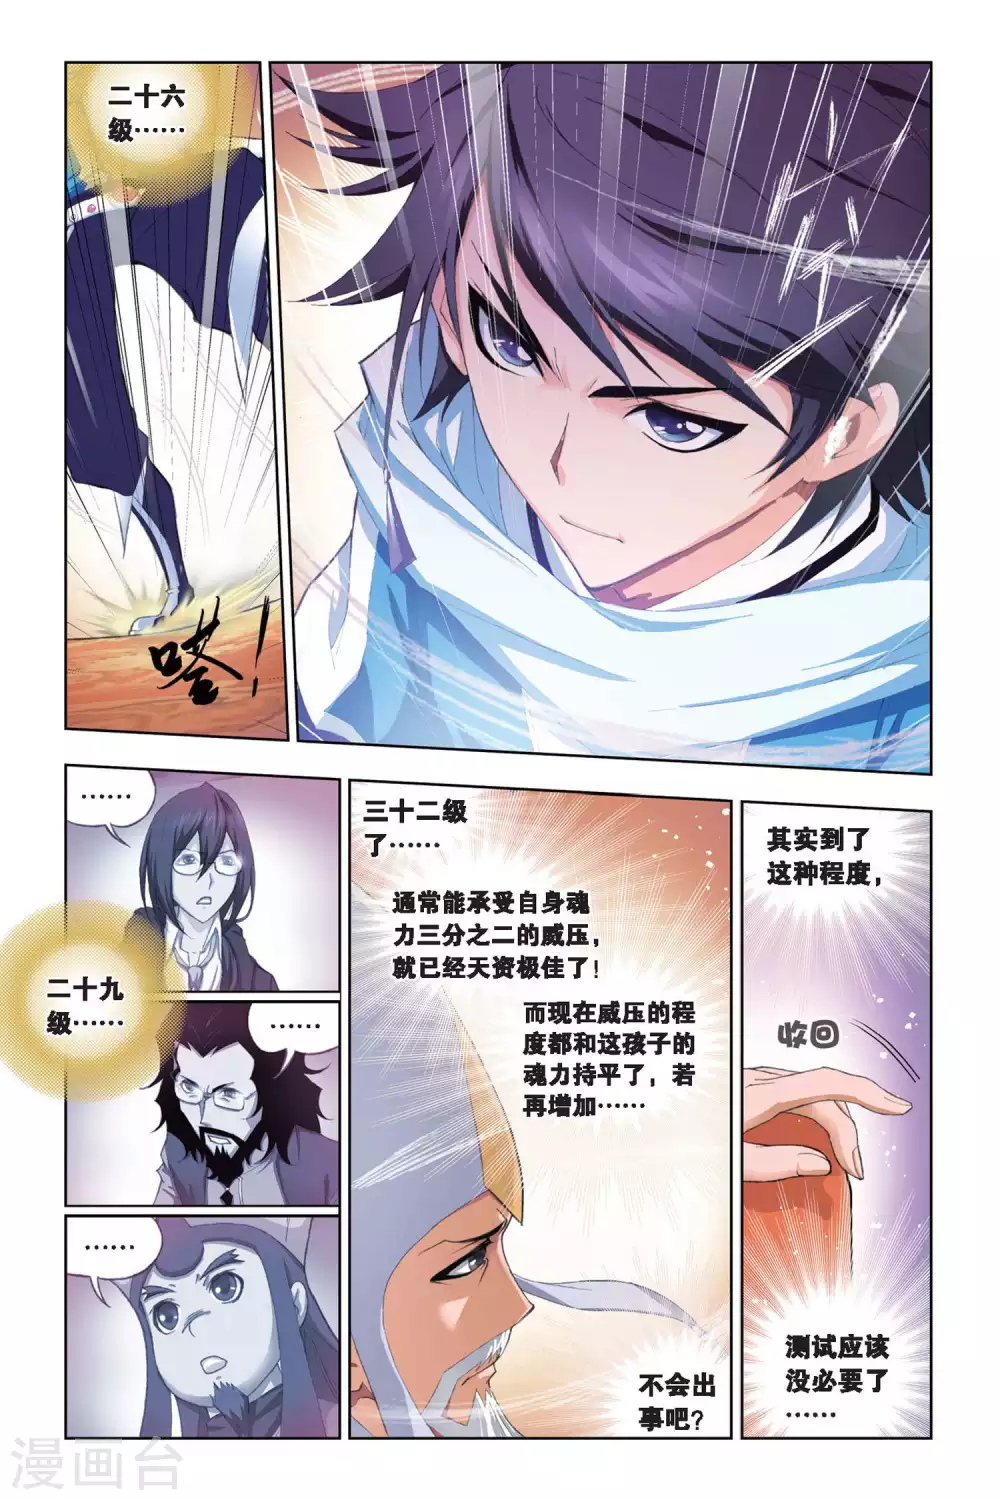 二十六
级……
嗒！
……
二十九
级……
……
……
三十二级
了……
通常能承受自身魂
力三分之二的威压，
就已经天资极佳了！
而现在威压的程
度都和这孩子的
魂力持平了，若
再增加……
不会出
事吧？
其实到了
这种程度，
收回
测试应该
没必要了
……
漫画台